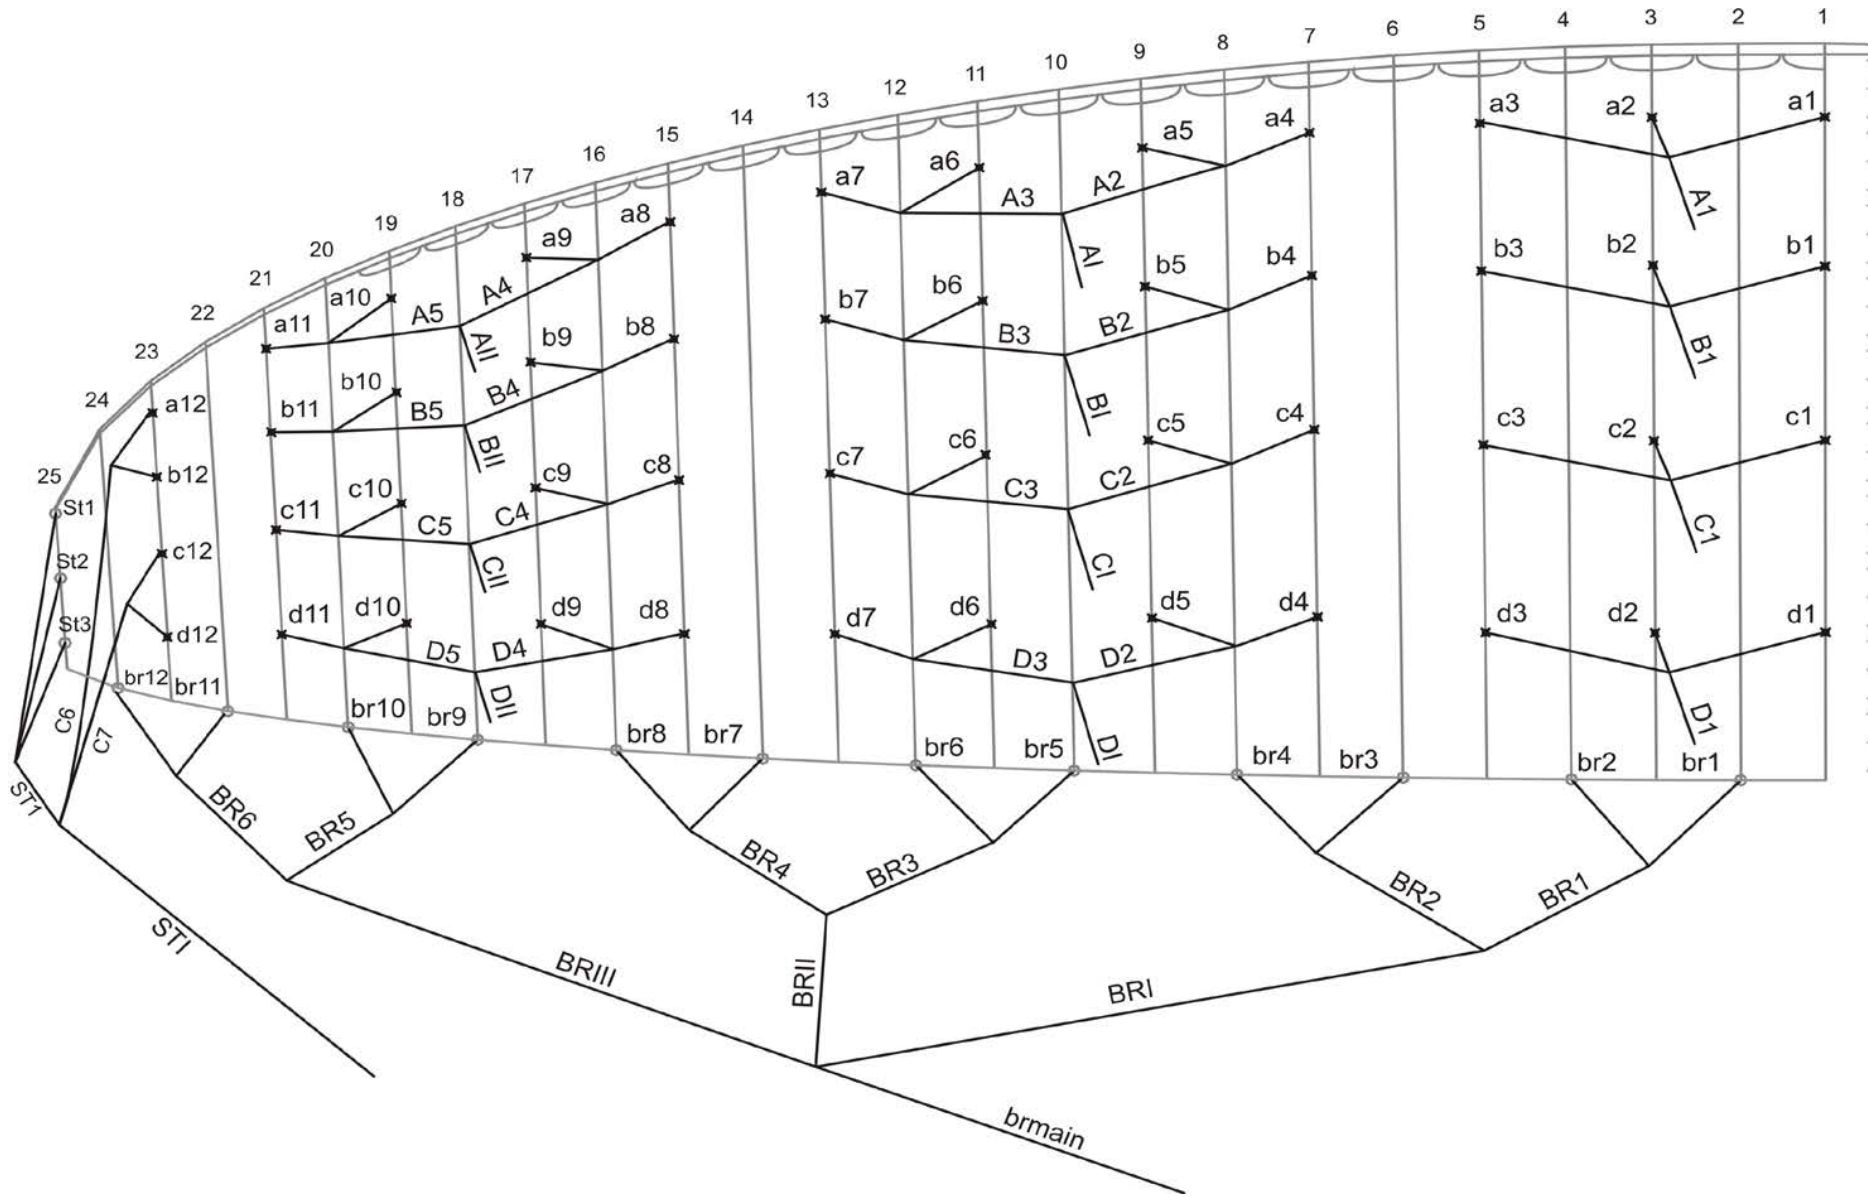 1
2
3
4
5
6
7
8
9
10
11
12
13
14
15
16
17
18
19
20
21
22
23
24
25
a3 a2 a1
A1
b3 b2 b1
B1
c3 c2 c1
C1
d3 d2 d1
D1
a7 a6 a5 a4
A3 A2
AI
b7 b6 b5 b4
B3 B2
BI
c7 c6 c5 c4
C3 C2
CI
d7 d6 d5 d4
D3 D2
DI
a11 a10 a9 a8
A5 A4
AII
b11 b10 b9 b8
B5 B4
BII
c11 c10 c9 c8
C5 C4
CII
d11 d10 d9 d8
D5 D4
DII
a12
b12
c12
d12
St1
St2
St3
C6
C7
br12 br11 br10 br9 br8 br7 br6 br5 br4 br3 br2 br1
ST1
BR6 BR5 BR4 BR3 BR2 BR1
STI
BRIII BRII BRI
brmain